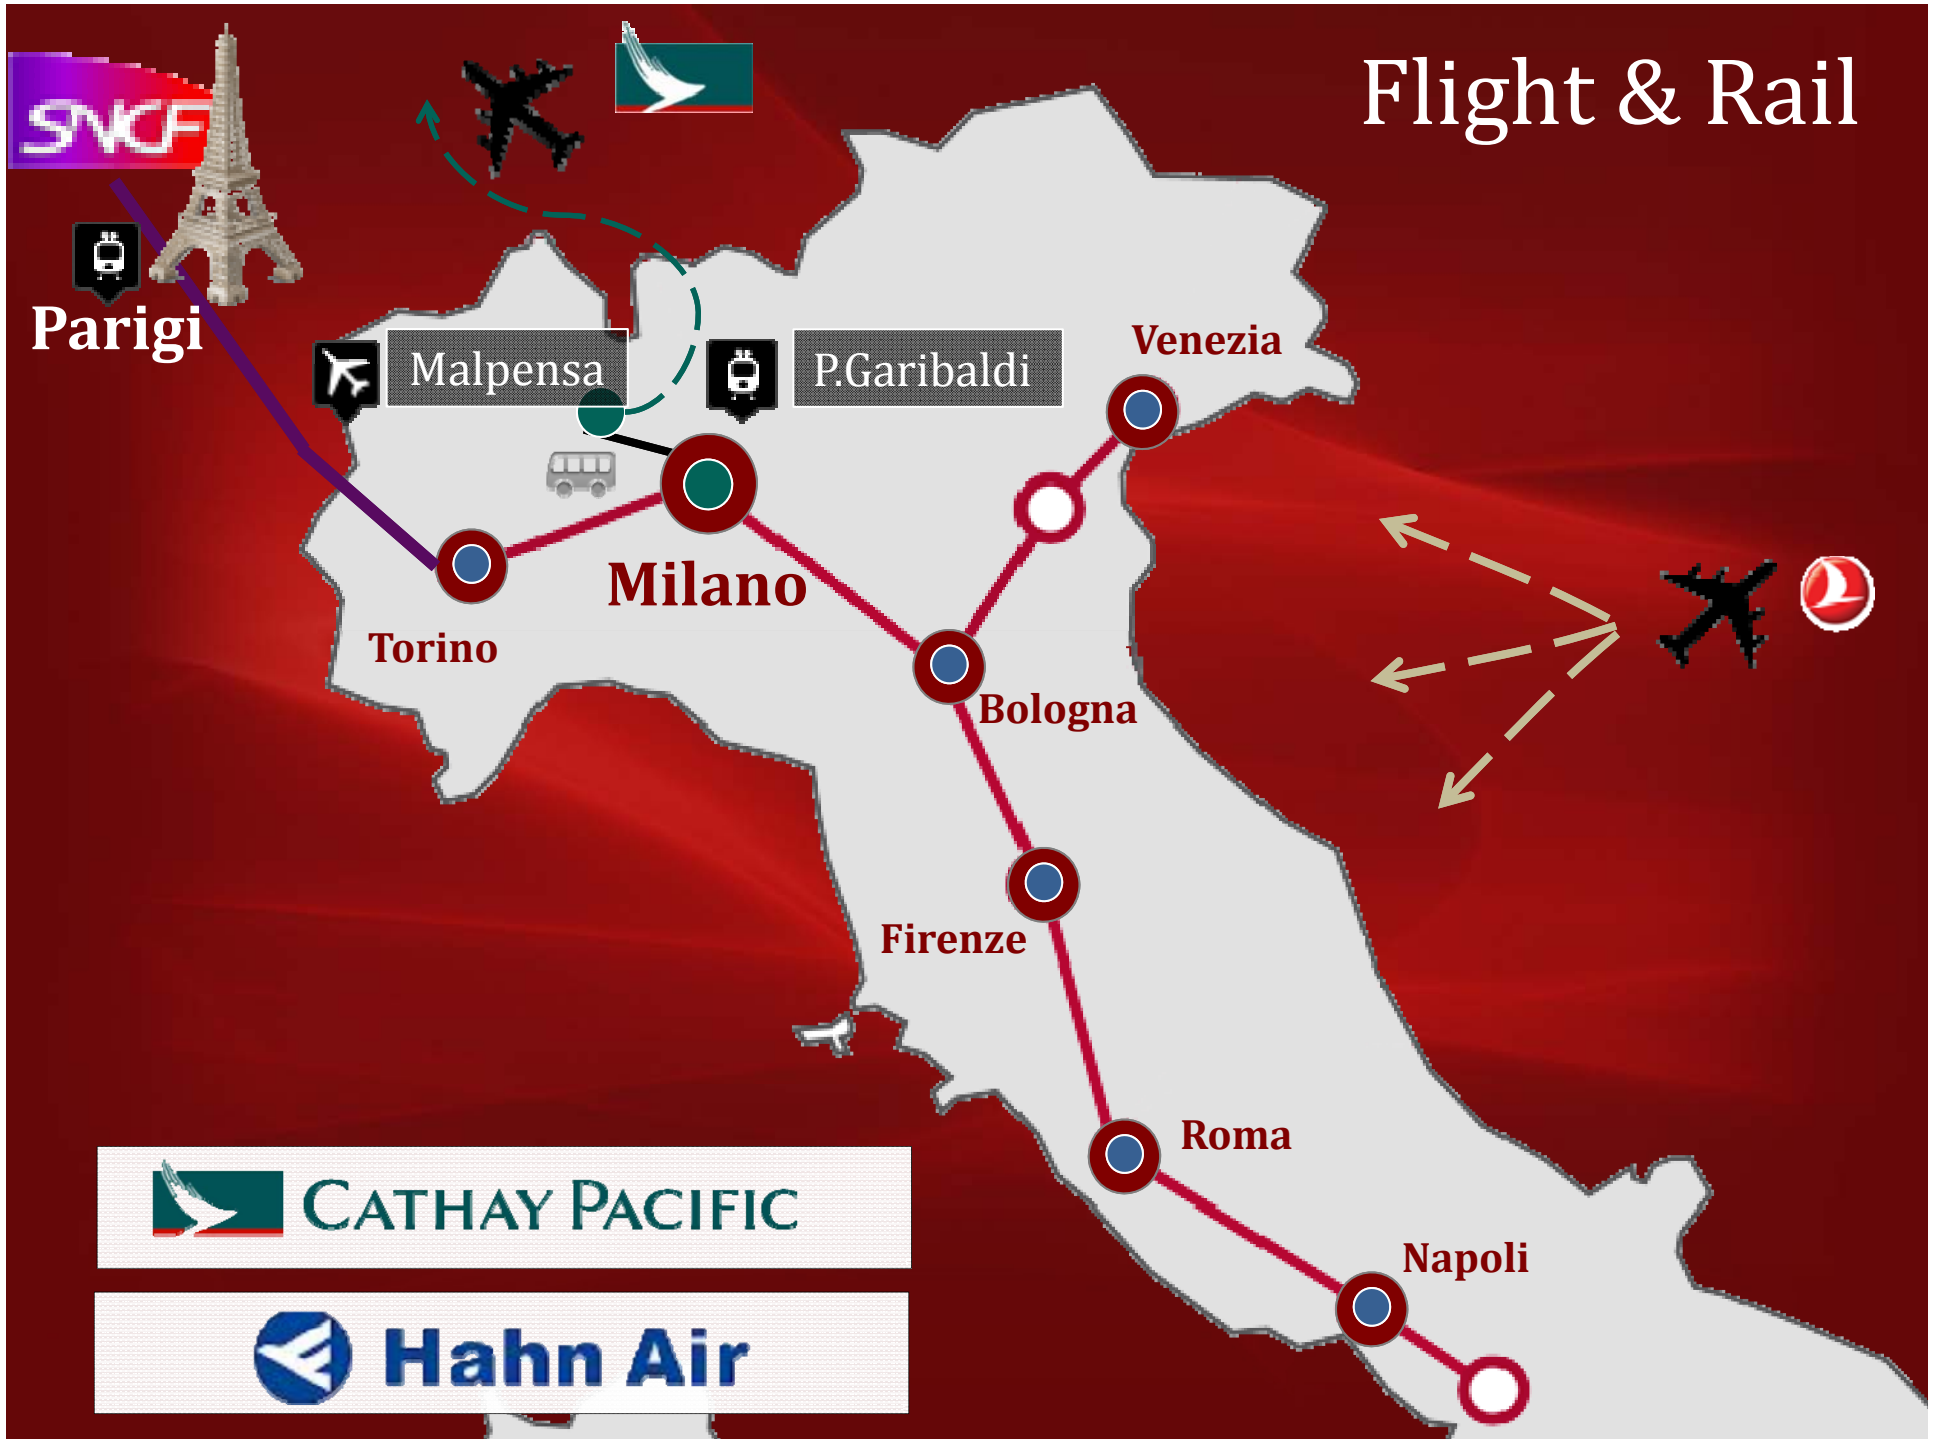 Flight & Rail
SNCF
Parigi
Malpensa
P.Garibaldi
Venezia
Milano
Torino
Bologna
Firenze
Roma
Napoli
CATHAY PACIFIC
Hahn Air